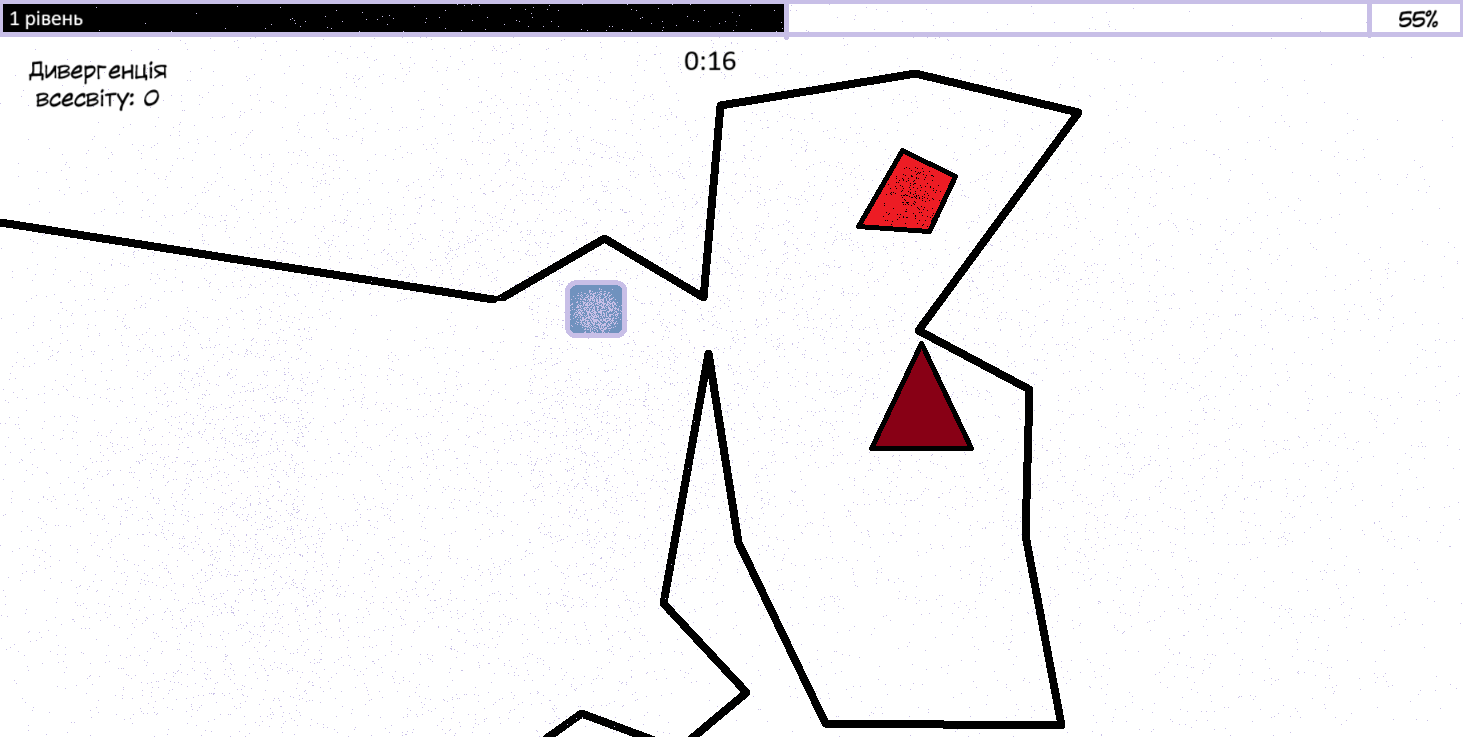 1 рівень
55%
0:16
Дивергенція
всесвіту: 0